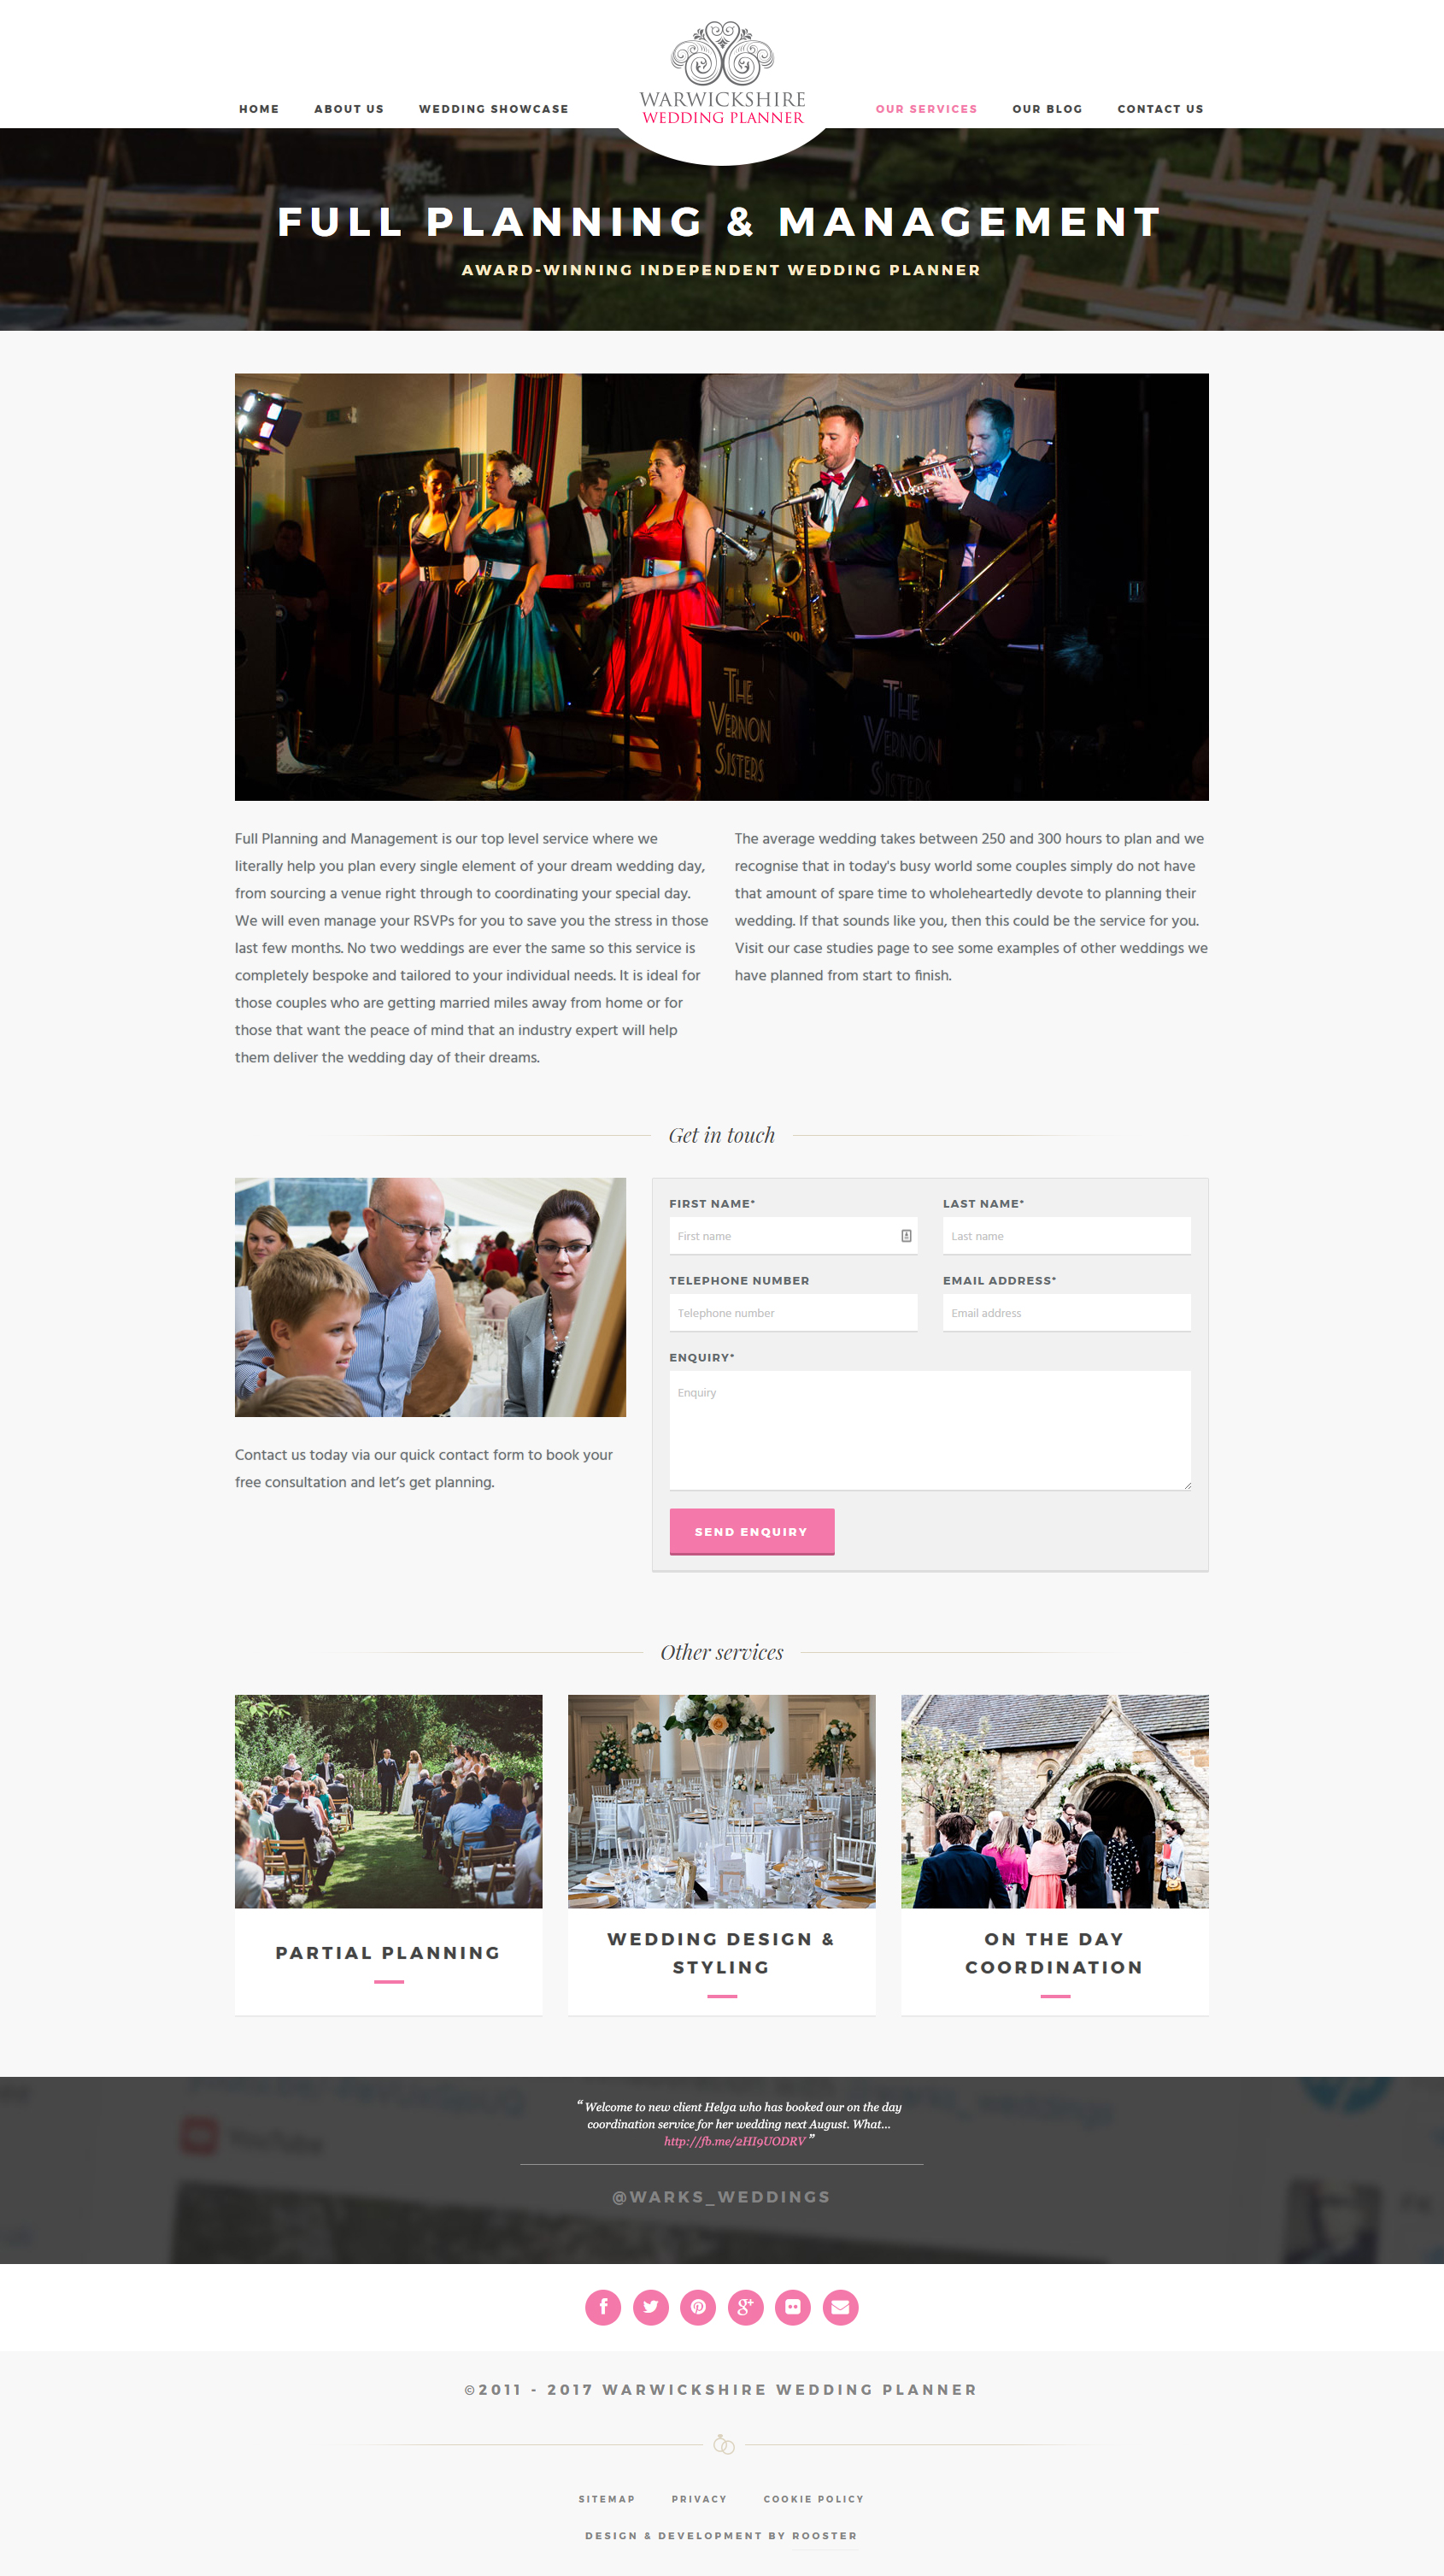 WARWICKSHIRE
WEDDING PLANNER
HOME ABOUT US WEDDING SHOWCASE OUR SERVICES OUR BLOG CONTACT US
FULL PLANNING & MANAGEMENT
AWARD-WINNING INDEPENDENT WEDDING PLANNER
THE
VERNON
SISTERS
THE
VERNON
SISTERS
Full Planning and Management is our top level service where we
literally help you plan every single element of your dream wedding day,
from sourcing a venue right through to coordinating your special day.
We will even manage your RSVPs for you to save you the stress in those
last few months. No two weddings are ever the same so this service is
completely bespoke and tailored to your individual needs. It is ideal for
those couples who are getting married miles away from home or for
those that want the peace of mind that an industry expert will help
them deliver the wedding day of their dreams.
The average wedding takes between 250 and 300 hours to plan and we
recognise that in today's busy world some couples simply do not have
that amount of spare time to wholeheartedly devote to planning their
wedding. If that sounds like you, then this could be the service for you.
Visit our case studies page to see some examples of other weddings we
have planned from start to finish.
Get in touch
Contact us today via our quick contact form to book your
free consultation and let’s get planning.
FIRST NAME* LAST NAME*
First name Last name
TELEPHONE NUMBER EMAIL ADDRESS*
Telephone number Email address
ENQUIRY*
Enquiry
SEND ENQUIRY
Other services
PARTIAL PLANNING
WEDDING DESIGN &
STYLING
ON THE DAY
COORDINATION
“ Welcome to new client Helga who has booked our on the day
coordination service for her wedding next August. What...
http://fb.me/2HI9UODRV ”
@WARKS_WEDDINGS
YouTube
©2011 - 2017 WARWICKSHIRE WEDDING PLANNER
SITEMAP PRIVACY COOKIE POLICY
DESIGN & DEVELOPMENT BY ROOSTER